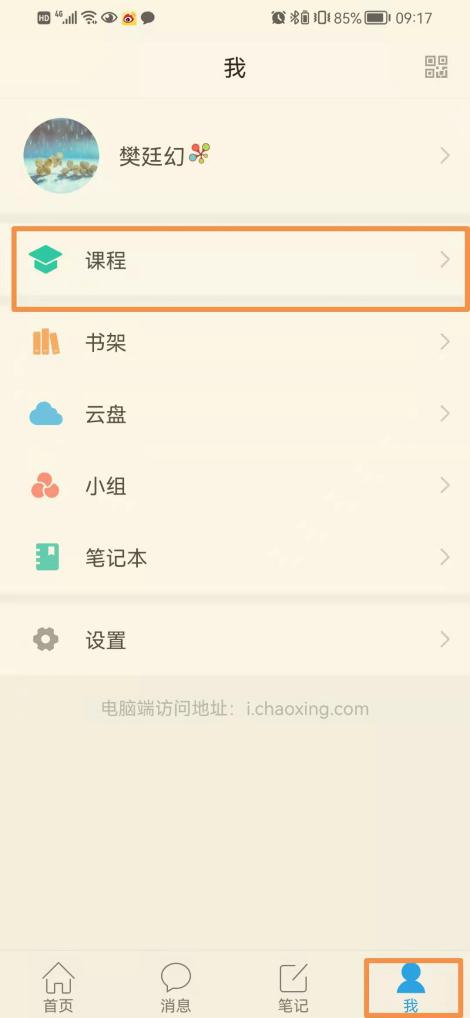 HD 4G 85% 09:17
我
樊廷幻
课程
书架
云盘
小组
笔记本
设置
电脑端访问地址：i.chaoxing.com
首页 消息 笔记 我